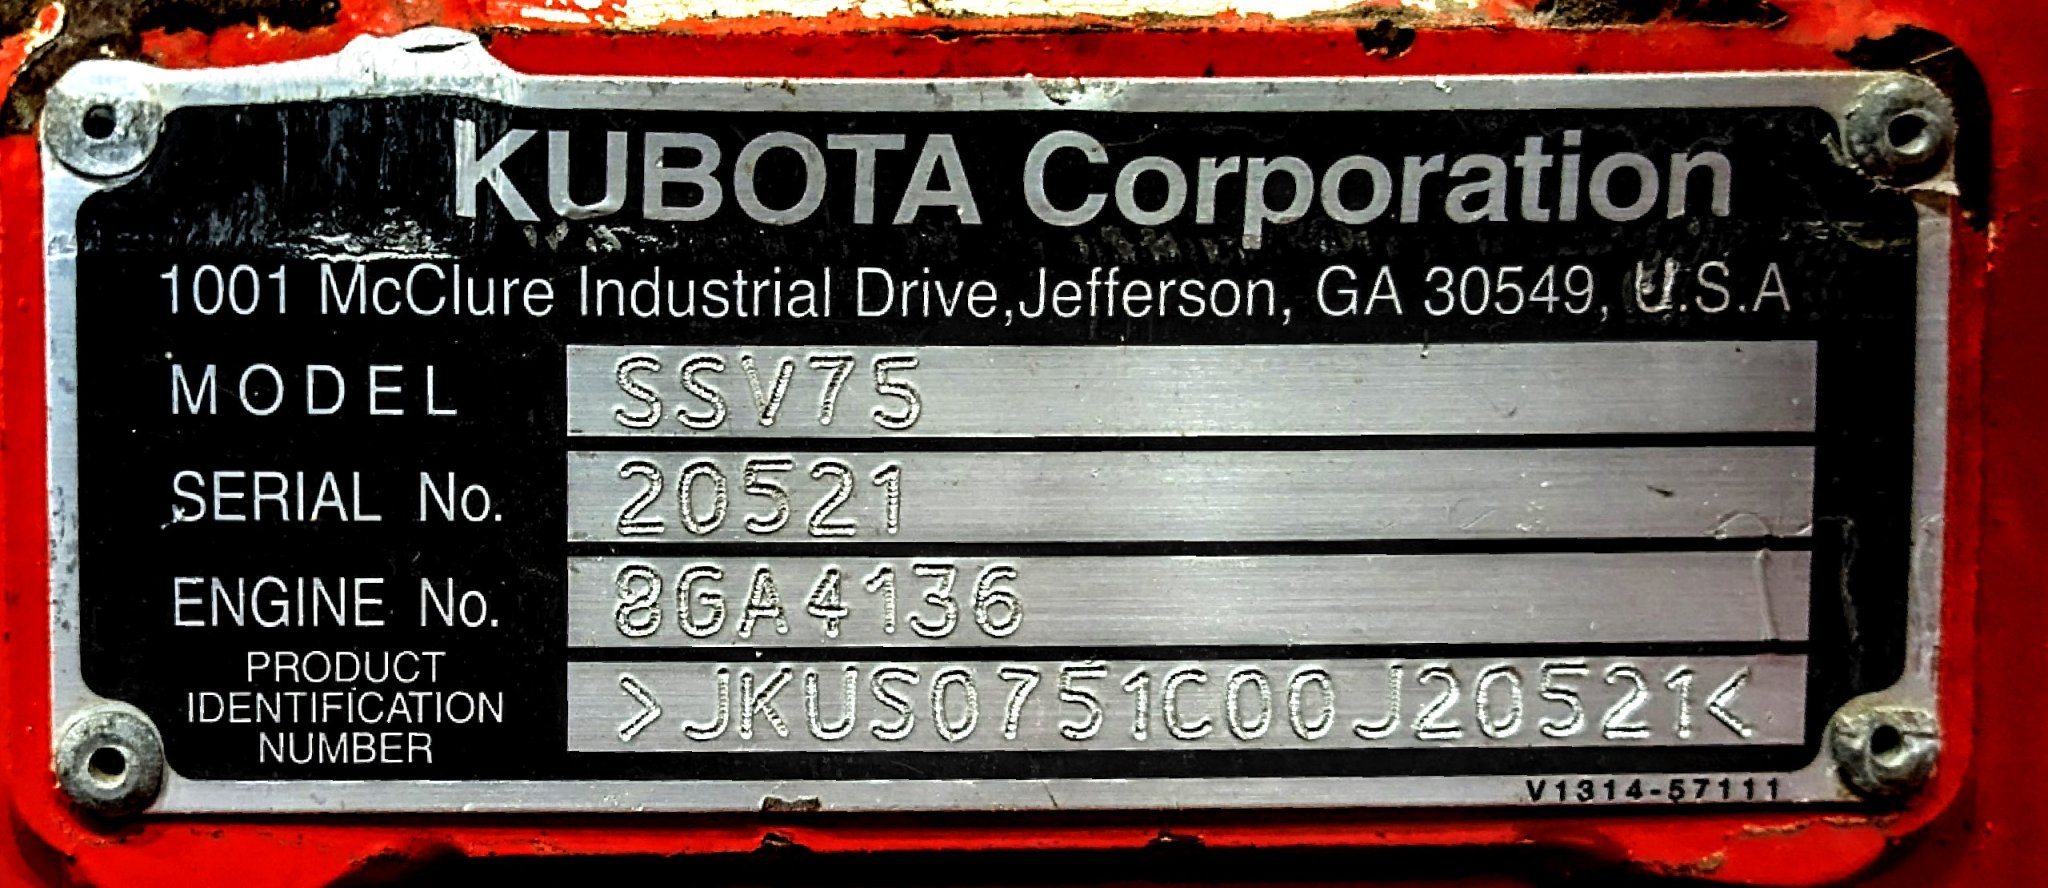 KUBOTA Corporation
1001 McClure Industrial Drive,Jefferson, GA 30549, U.S.A
MODEL SSV75
SERIAL No. 20521
ENGINE No. 8GA4136
PRODUCT
IDENTIFICATION
NUMBER
>JKUS0751C00J20521<
V1314-57111